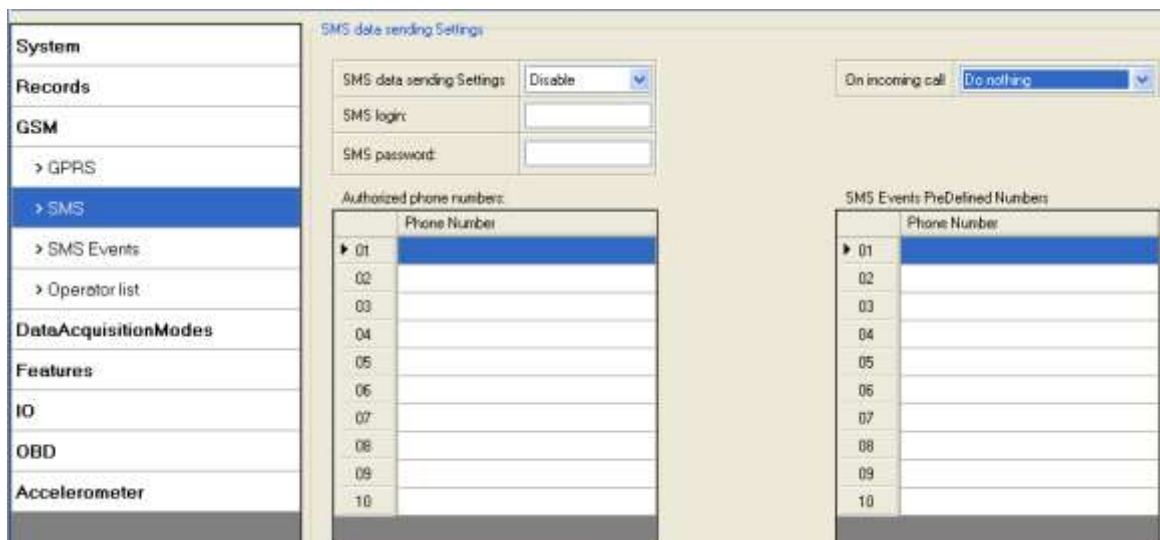 System
Records
GSM
> GPRS
> SMS
> SMS Events
> Operator list
DataAcquisitionModes
Features
IO
OBD
Accelerometer
SMS data sending Settings
SMS data sending Settings Disable
SMS login:
SMS password:
On incoming call Do nothing
Authorized phone numbers:
Phone Number
01
02
03
04
05
06
07
08
09
10
SMS Events PreDefined Numbers
Phone Number
01
02
03
04
05
06
07
08
09
10